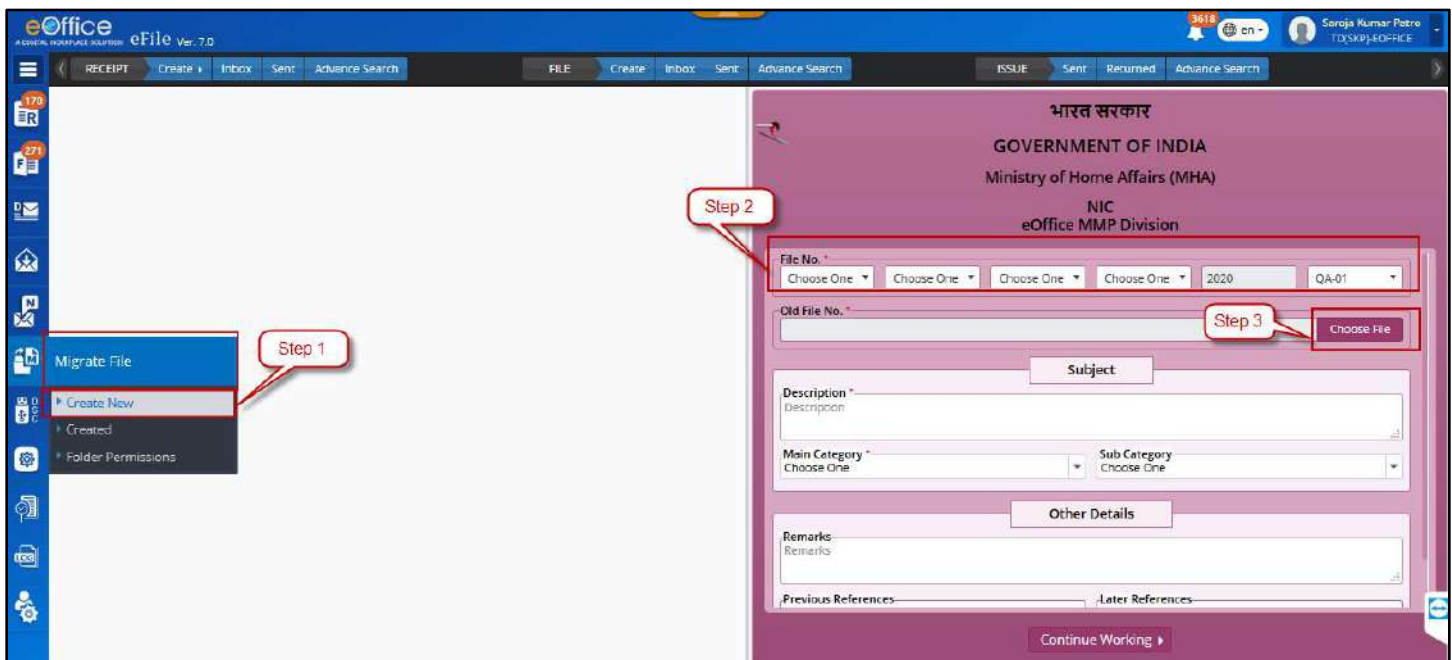 eOffice
A DIGITAL WORKPLACE SOLUTION eFile Ver. 7.0
3618
en
Saroja Kumar Patro
TD(SKP)-EOFFICE
RECEIPT Create Inbox Sent Advance Search FILE Create Inbox Sent Advance Search ISSUE Sent Returned Advance Search
170
R
271
F
D
N
Migrate File
Create New
Created
Folder Permissions
DSC
LOG
Step 1
Step 2
Step 3
भारत सरकार
GOVERNMENT OF INDIA
Ministry of Home Affairs (MHA)
NIC
eOffice MMP Division
File No. *
Choose One Choose One Choose One Choose One 2020 QA-01
Old File No. *
Choose File
Subject
Description *
Description
Main Category * Sub Category
Choose One Choose One
Other Details
Remarks
Remarks
Previous References Later References
Continue Working